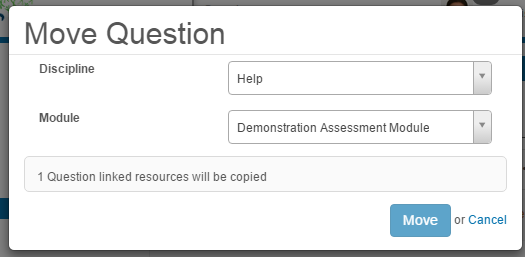 Move Question
Discipline
Help
Module
Demonstration Assessment Module
1 Question linked resources will be copied
Move or Cancel